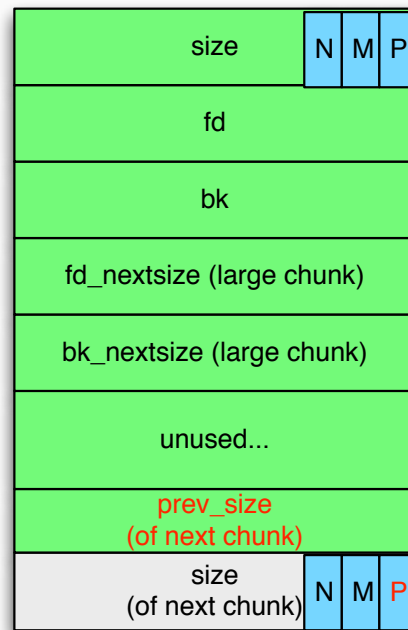 size N M P
fd
bk
fd_nextsize (large chunk)
bk_nextsize (large chunk)
unused...
prev_size
(of next chunk)
size
(of next chunk) N M P